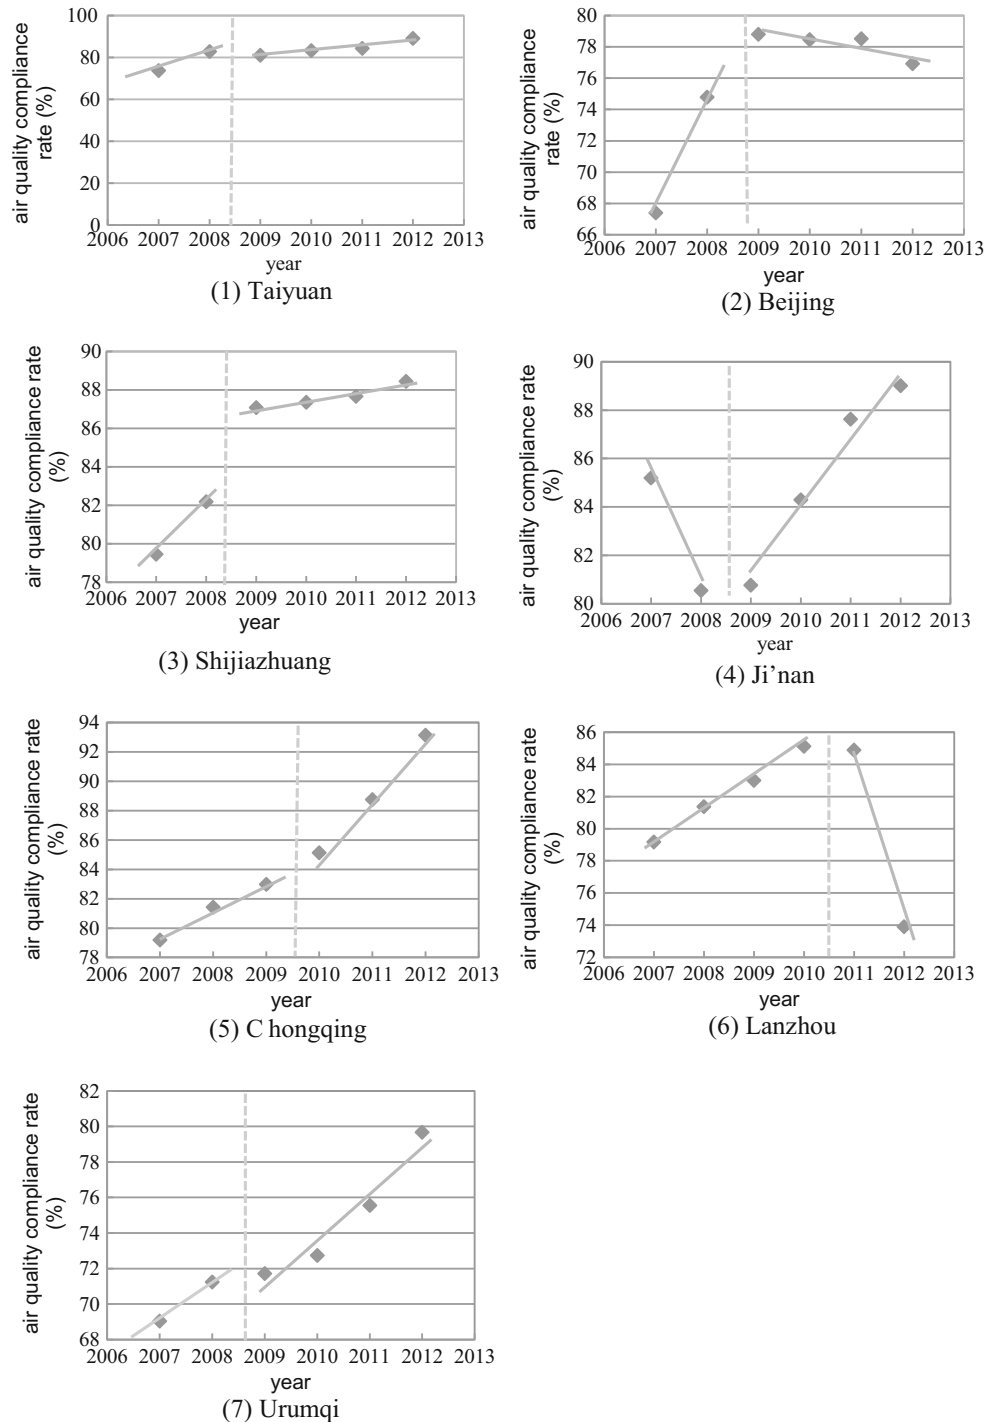 air quality compliance
rate (%)
100
80
60
40
20
0
2006 2007 2008 2009 2010 2011 2012 2013
year
(1) Taiyuan
air quality compliance
rate (%)
80
78
76
74
72
70
68
66
2006 2007 2008 2009 2010 2011 2012 2013
year
(2) Beijing
air quality compliance rate
(%)
90
88
86
84
82
80
78
2006 2007 2008 2009 2010 2011 2012 2013
year
(3) Shijiazhuang
air quality compliance rate
(%)
90
88
86
84
82
80
2006 2007 2008 2009 2010 2011 2012 2013
year
(4) Ji’nan
air quality compliance rate
(%)
94
92
90
88
86
84
82
80
78
2006 2007 2008 2009 2010 2011 2012 2013
year
(5) C hongqing
air quality compliance rate
(%)
86
84
82
80
78
76
74
72
2006 2007 2008 2009 2010 2011 2012 2013
year
(6) Lanzhou
air quality compliance rate
(%)
82
80
78
76
74
72
70
68
2006 2007 2008 2009 2010 2011 2012 2013
year
(7) Urumqi